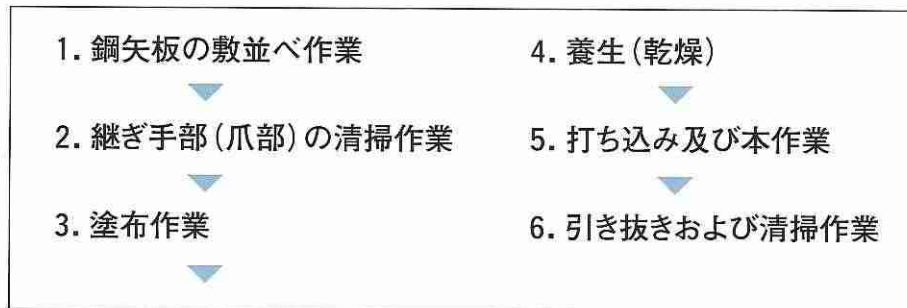 1. 鋼矢板の敷並べ作業
2. 継ぎ手部(爪部)の清掃作業
3. 塗布作業
4. 養生(乾燥)
5. 打ち込み及び本作業
6. 引き抜きおよび清掃作業